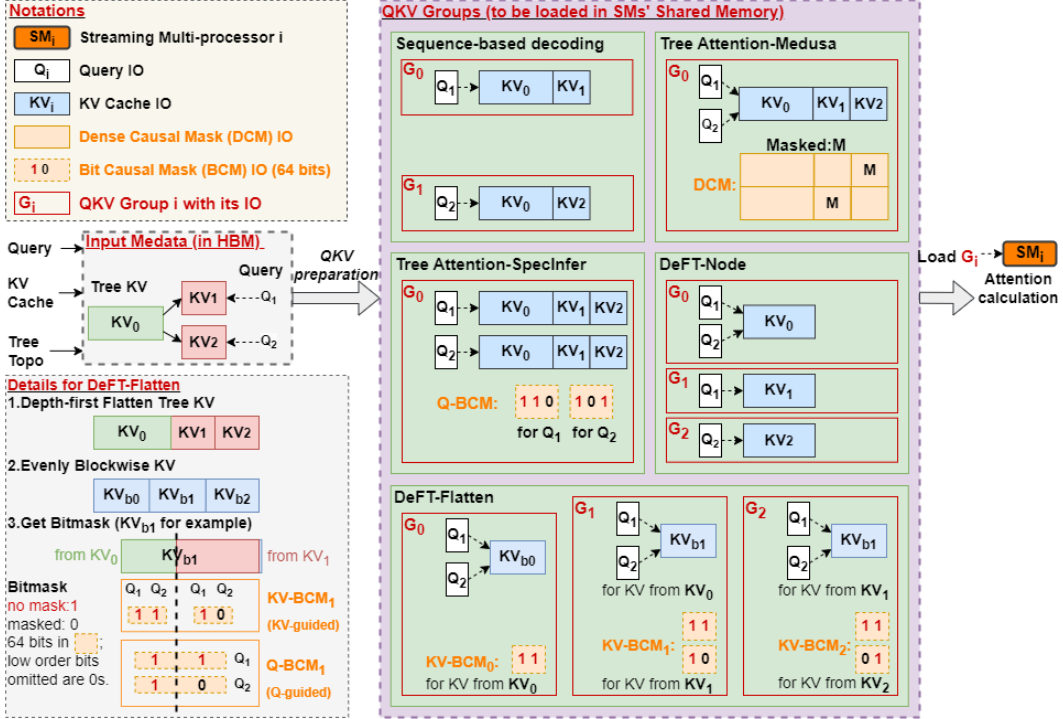 Notations
SMi Streaming Multi-processor i
Qi Query IO
KVi KV Cache IO
Dense Causal Mask (DCM) IO
1 0 Bit Causal Mask (BCM) IO (64 bits)
Gi QKV Group i with its IO
Query
KV
Cache
Tree
Topo
Input Medata (in HBM)
Query
Tree KV
KV1
Q1
KV0
KV2
Q2
QKV
preparation
Details for DeFT-Flatten
1.Depth-first Flatten Tree KV
KV0 KV1 KV2
2.Evenly Blockwise KV
KVb0 KVb1 KVb2
3.Get Bitmask (KVb1 for example)
from KV0 KVb1 from KV1
Bitmask
no mask:1
masked: 0
64 bits in ;
low order bits
omitted are 0s.
Q1 Q2 Q1 Q2
1 1 1 0
KV-BCM1
(KV-guided)
1 1 Q1
1 0 Q2
Q-BCM1
(Q-guided)
QKV Groups (to be loaded in SMs' Shared Memory)
Sequence-based decoding
G0
Q1 KV0 KV1
G1
Q2 KV0 KV2
Tree Attention-Medusa
G0
Q1
Q2
KV0 KV1 KV2
Masked:M
DCM:
M
M
Tree Attention-SpecInfer
G0
Q1 KV0 KV1 KV2
Q2 KV0 KV1 KV2
Q-BCM: 1 1 0 1 0 1
for Q1 for Q2
DeFT-Node
G0
Q1
Q2
KV0
G1
Q1 KV1
G2
Q2 KV2
DeFT-Flatten
G0
Q1
Q2
KVb0
KV-BCM0: 1 1
for KV from KV0
G1
Q1
Q2
KVb1
for KV from KV0
1 1
KV-BCM1:
1 0
for KV from KV1
G2
Q1
Q2
KVb1
for KV from KV1
1 1
KV-BCM2:
0 1
for KV from KV2
Load Gi SMi
Attention
calculation